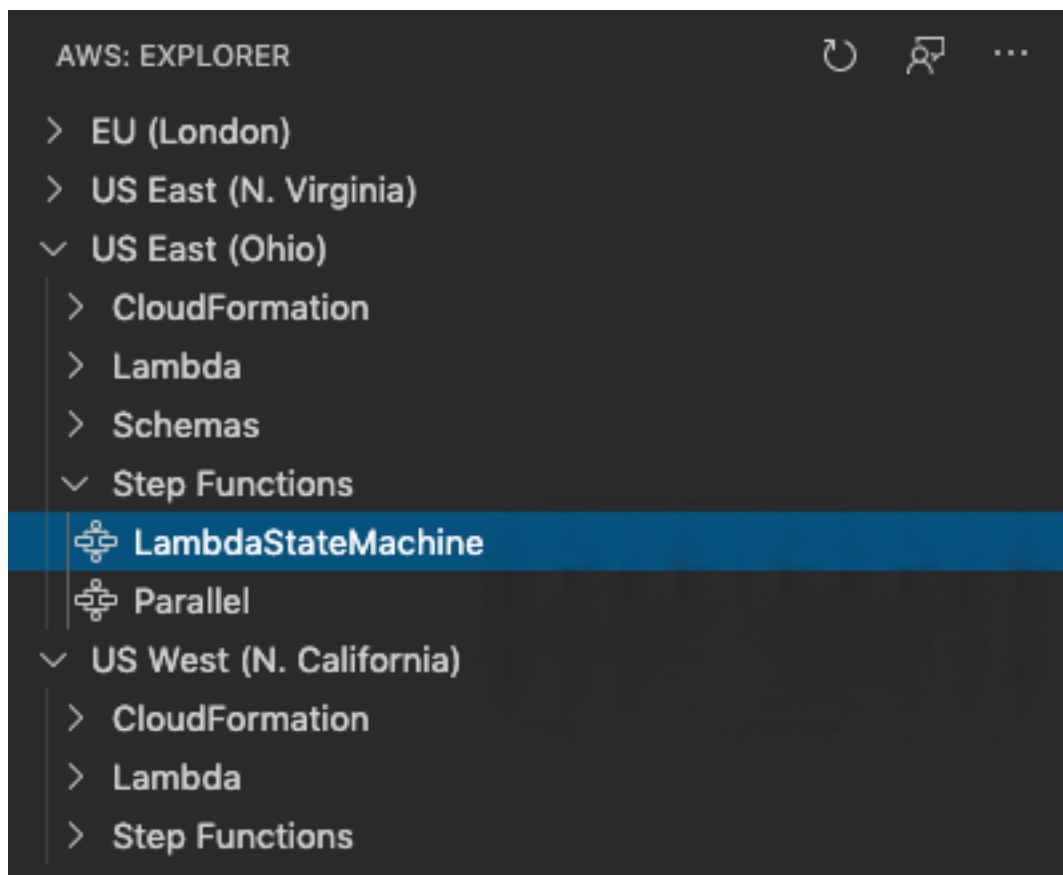 AWS: EXPLORER
EU (London)
US East (N. Virginia)
US East (Ohio)
CloudFormation
Lambda
Schemas
Step Functions
LambdaStateMachine
Parallel
US West (N. California)
CloudFormation
Lambda
Step Functions